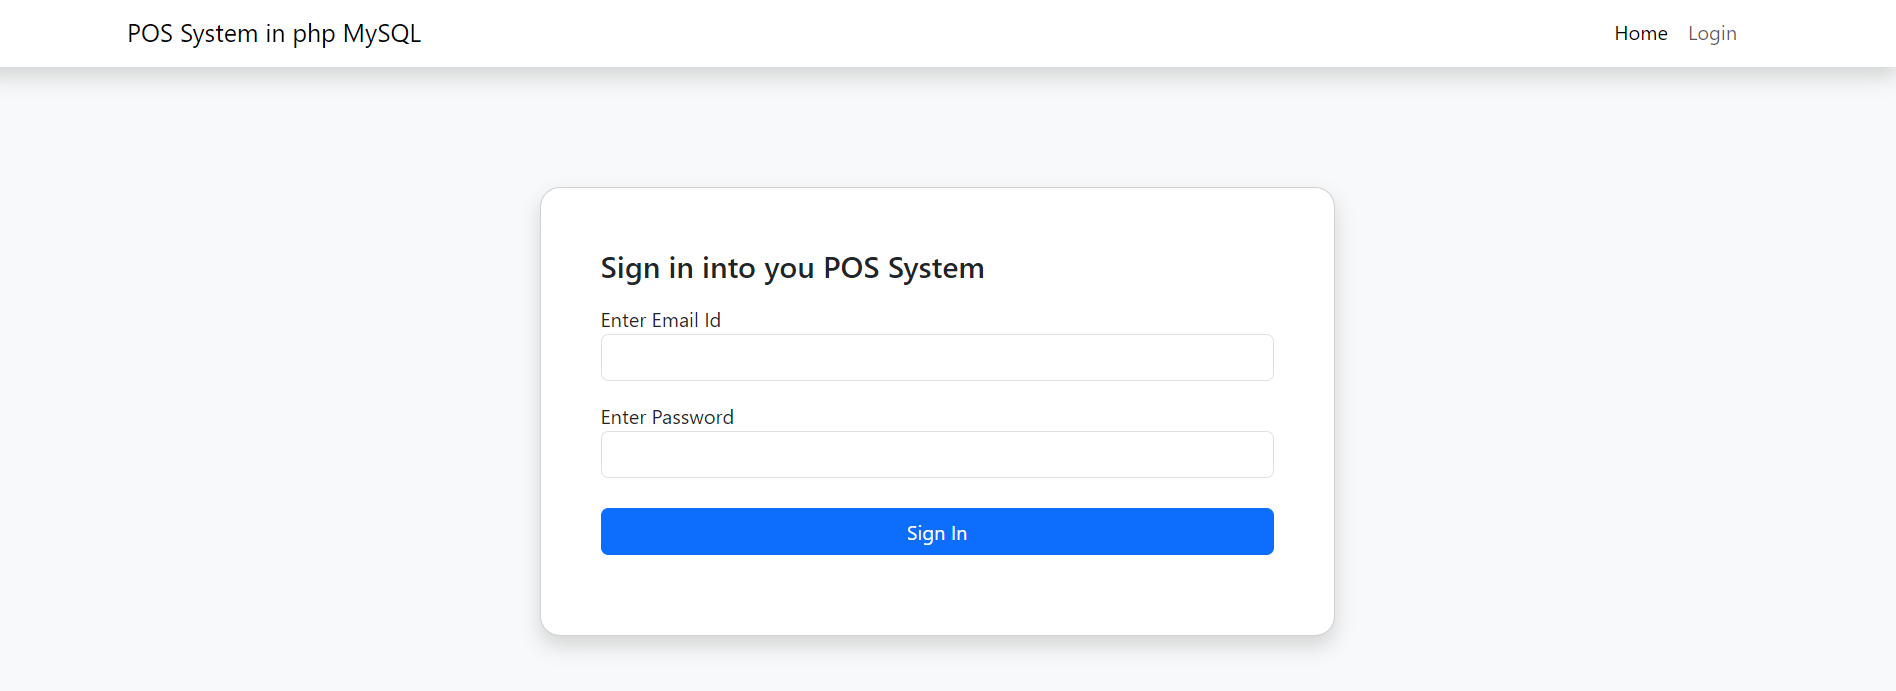 POS System in php MySQL
Home Login
Sign in into you POS System
Enter Email Id
Enter Password
Sign In